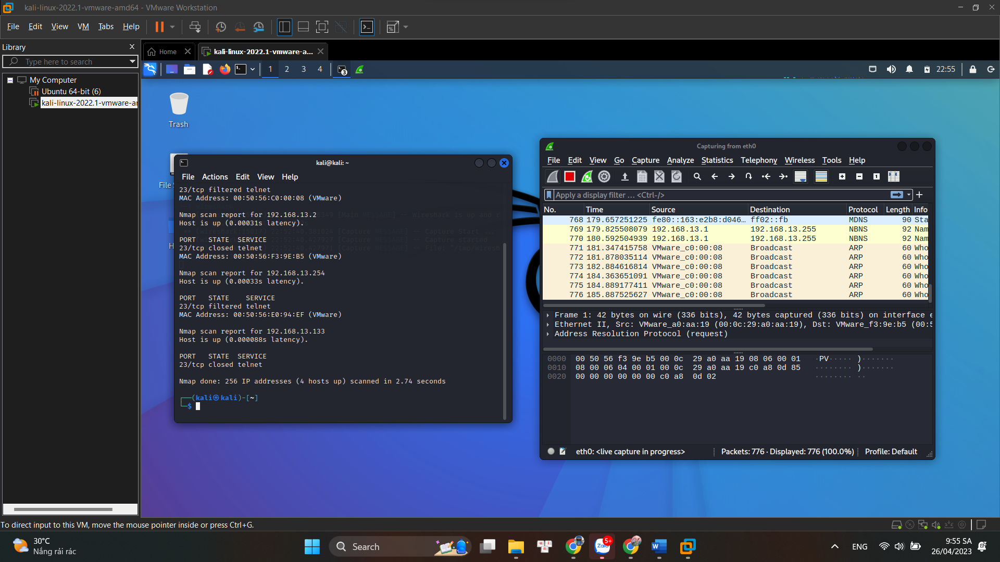 kali-linux-2022.1-vmware-amd64 - VMware Workstation
File Edit View VM Tabs Help
Library
Type here to search
My Computer
Ubuntu 64-bit (6)
kali-linux-2022.1-vmware-a
Home
kali-linux-2022.1-vmware-a...
1 2 3 4
3
22:55
Trash
File
H
kali@kali: ~
File Actions Edit View Help
23/tcp filtered telnet
MAC Address: 00:50:56:C0:00:08 (VMware)
Nmap scan report for 192.168.13.2
Host is up (0.00031s latency).
PORT STATE SERVICE
23/tcp closed telnet
MAC Address: 00:50:56:F3:9E:B5 (VMware)
Nmap scan report for 192.168.13.254
Host is up (0.00033s latency).
PORT STATE SERVICE
23/tcp filtered telnet
MAC Address: 00:50:56:E0:94:EF (VMware)
Nmap scan report for 192.168.13.133
Host is up (0.000088s latency).
PORT STATE SERVICE
23/tcp closed telnet
Nmap done: 256 IP addresses (4 hosts up) scanned in 2.74 seconds
┌──(kali㉿kali)-[~]
└─$
Capturing from eth0
File Edit View Go Capture Analyze Statistics Telephony Wireless Tools Help
Apply a display filter ... <Ctrl-/>
No. Time Source Destination Protocol Length Info
768 179.657251225 fe80::163:e2b8:d046… ff02::fb MDNS 90 Sta
769 179.825508079 192.168.13.1 192.168.13.255 NBNS 92 Nam
770 180.592504939 192.168.13.1 192.168.13.255 NBNS 92 Nam
771 181.347415758 VMware_c0:00:08 Broadcast ARP 60 Who
772 181.878035114 VMware_c0:00:08 Broadcast ARP 60 Who
773 182.884616814 VMware_c0:00:08 Broadcast ARP 60 Who
774 184.363651091 VMware_c0:00:08 Broadcast ARP 60 Who
775 184.889177411 VMware_c0:00:08 Broadcast ARP 60 Who
776 185.887525627 VMware_c0:00:08 Broadcast ARP 60 Who
Frame 1: 42 bytes on wire (336 bits), 42 bytes captured (336 bits) on interface e
Ethernet II, Src: VMware_a0:aa:19 (00:0c:29:a0:aa:19), Dst: VMware_f3:9e:b5 (00:5
Address Resolution Protocol (request)
0000 00 50 56 f3 9e b5 00 0c 29 a0 aa 19 08 06 00 01 ·PV····· )·······
0010 08 00 06 04 00 01 00 0c 29 a0 aa 19 c0 a8 0d 85 ········ )·······
0020 00 00 00 00 00 00 c0 a8 0d 02 ········ ··
eth0: <live capture in progress>
Packets: 776 · Displayed: 776 (100.0%)
Profile: Default
To direct input to this VM, move the mouse pointer inside or press Ctrl+G.
30°C
Nắng rải rác
Search
Zalo
5+
W
ENG
9:55 SA
26/04/2023